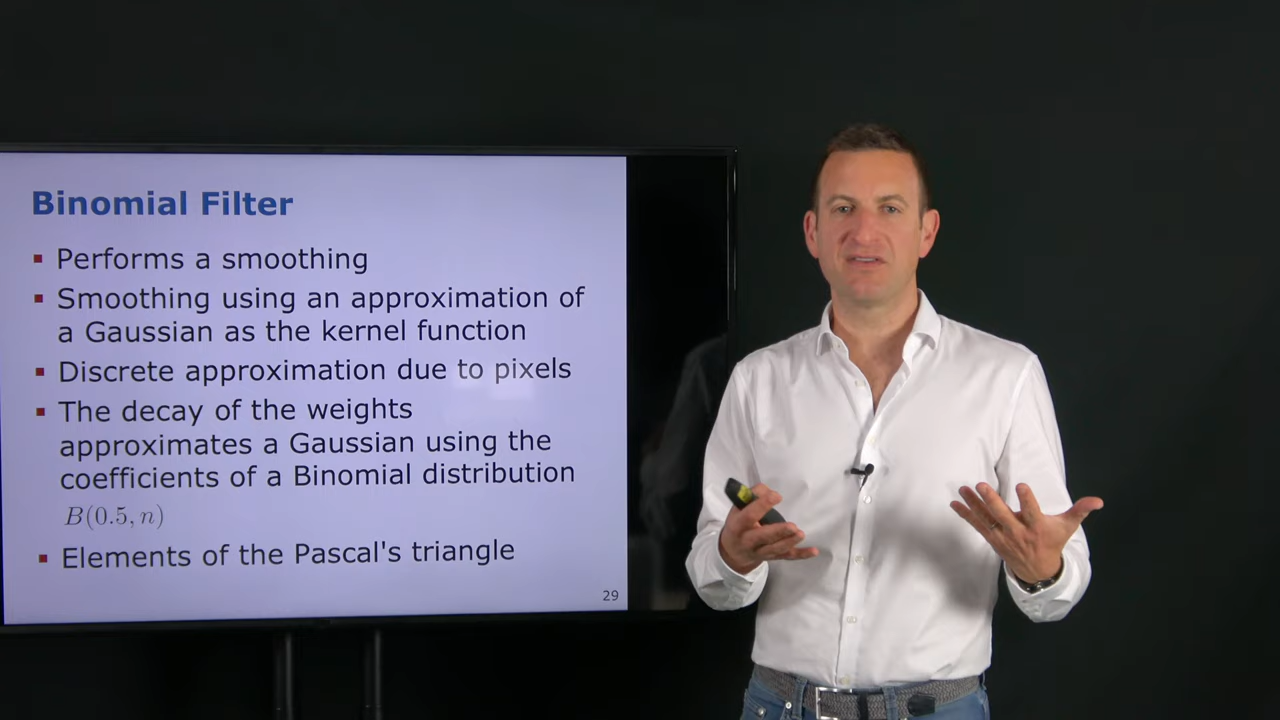 Binomial Filter
▪ Performs a smoothing
▪ Smoothing using an approximation of
a Gaussian as the kernel function
▪ Discrete approximation due to pixels
▪ The decay of the weights
approximates a Gaussian using the
coefficients of a Binomial distribution
B(0.5, n)
▪ Elements of the Pascal's triangle
29